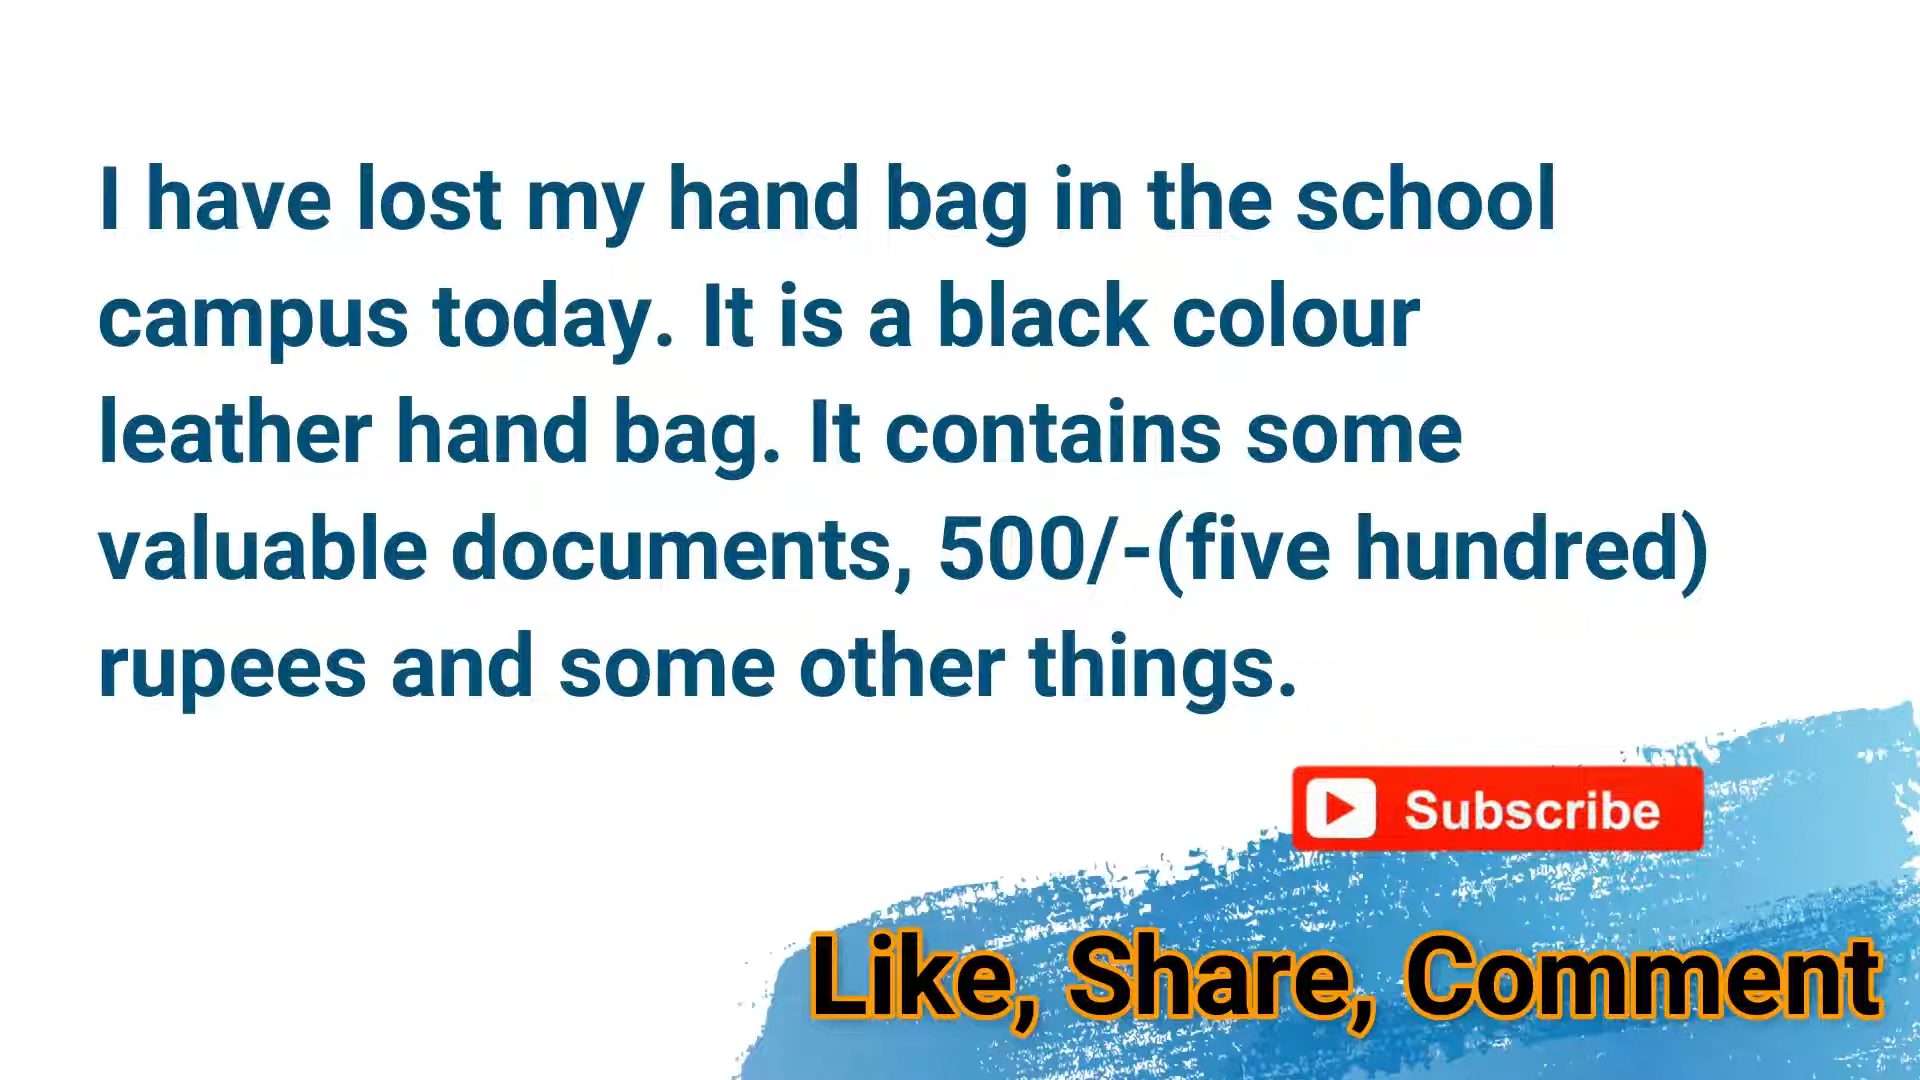 I have lost my hand bag in the school
campus today. It is a black colour
leather hand bag. It contains some
valuable documents, 500/-(five hundred)
rupees and some other things.
Subscribe
Like, Share, Comment